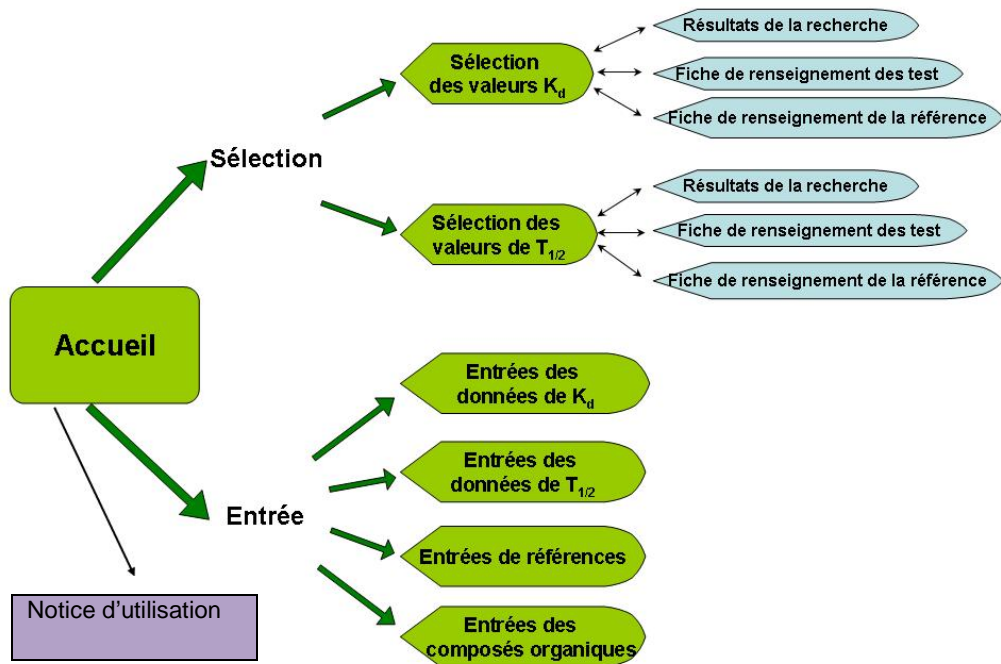 Accueil
Sélection
Sélection
des valeurs Kd
Résultats de la recherche
Fiche de renseignement des test
Fiche de renseignement de la référence
Sélection des
valeurs de T1/2
Résultats de la recherche
Fiche de renseignement des test
Fiche de renseignement de la référence
Entrée
Entrées des
données de Kd
Entrées des
données de T1/2
Entrées de références
Entrées des
composés organiques
Notice d’utilisation